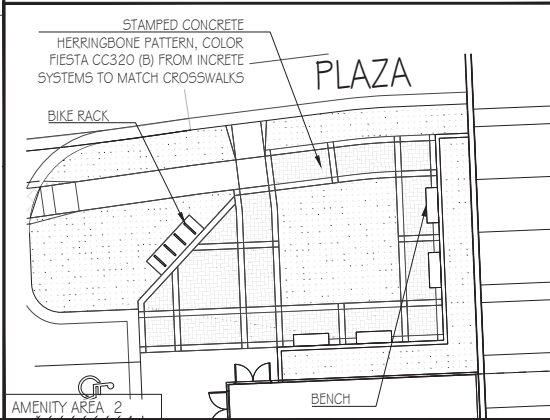 STAMPED CONCRETE
HERRINGBONE PATTERN, COLOR
FIESTA CC320 (B) FROM INCRETE
SYSTEMS TO MATCH CROSSWALKS
PLAZA
BIKE RACK
BENCH
AMENITY AREA 2